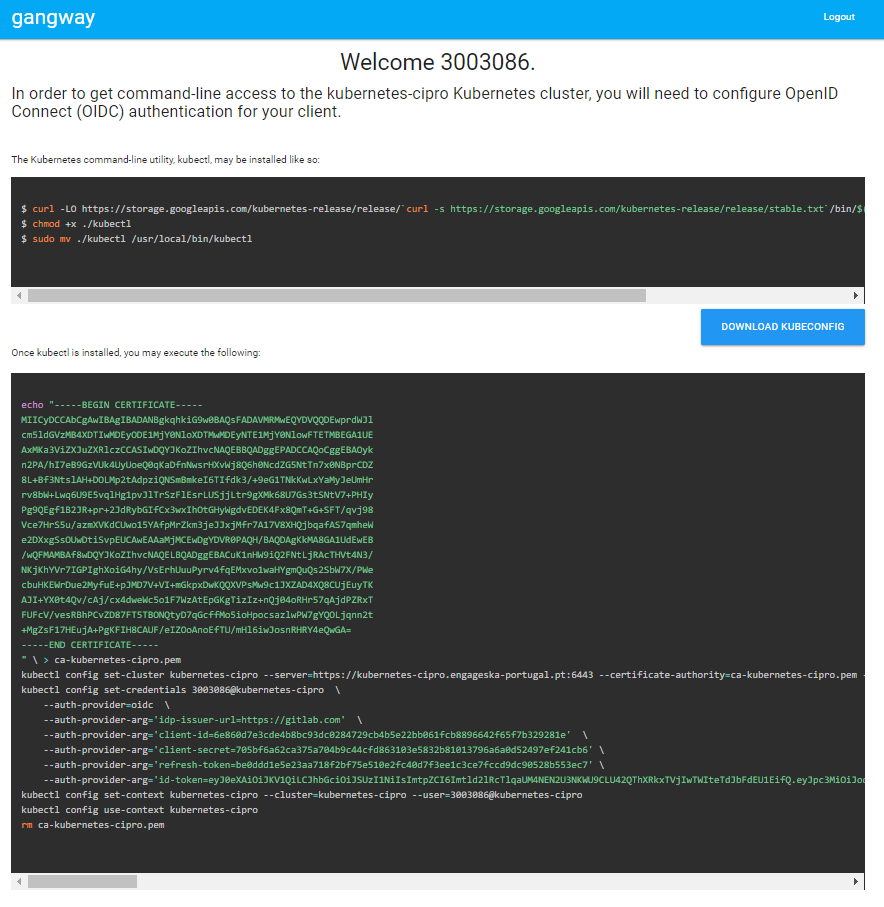 gangway
Logout
Welcome 3003086.
In order to get command-line access to the kubernetes-cipro Kubernetes cluster, you will need to configure OpenID
Connect (OIDC) authentication for your client.
The Kubernetes command-line utility, kubectl, may be installed like so:
$ curl -LO https://storage.googleapis.com/kubernetes-release/release/`curl -s https://storage.googleapis.com/kubernetes-release/release/stable.txt`/bin/$(
$ chmod +x ./kubectl
$ sudo mv ./kubectl /usr/local/bin/kubectl
DOWNLOAD KUBECONFIG
Once kubectl is installed, you may execute the following:
echo "-----BEGIN CERTIFICATE-----
MIICyDCCAbCgAwIBAgIBADANBgkqhkiG9w0BAQsFADAVMRMwEQYDVQQDEwprdWJl
cm5ldGVzMB4XDTIwMDEyODE1MjY0NloXDTMwMDEyNTE1MjY0NlowFTETMBEGA1UE
AxMKa3ViZXJuZXRlczCCASIwDQYJKoZIhvcNAQEBBQADggEPADCCAQoCggEBAOyk
n2PA/hI7eB9GzVUk4UyUoeQ0qKaDfnNwsrHXvWj8Q6h0NcdZG5NtTn7x0NBprCDZ
8L+Bf3NtslAH+DOLMp2tAdpziQNSmBmkeI6TIfdk3/+9eG1TNkKwLxYaMyJeUmHr
rv8bW+Lwq6U9E5vqlHg1pvJlTrSzFlEsrLUSjjLtr9gXMk68U7Gs3tSNtV7+PHIy
Pg9QEgf1B2JR+pr+2JdRybGIfCx3wxIhOtGHyWgdvEDEK4Fx8QmT+G+SFT/qvj98
Vce7HrS5u/azmXVKdCUwo15YAfpMrZkm3jeJJxjMfr7A17V8XHQjbqafAS7qmheW
e2DXxgSsOUwDtiSvpEUCAwEAAaMjMCEwDgYDVR0PAQH/BAQDAgKkMA8GA1UdEwEB
/wQFMAMBAf8wDQYJKoZIhvcNAQELBQADggEBACuK1nHW9iQ2FNtLjRAcTHVt4N3/
NKjKhYVr7IGPIghXoiG4hy/VsErhUuuPyrv4fqEMxvo1waHYgmQuQs2SbW7X/PWe
cbuHKEWrDue2MyfuE+pJMD7V+VI+mGkpxDwKQQXVPsMw9c1JXZAD4XQ8CUjEuyTK
AJI+YX0t4Qv/cAj/cx4dweWc5o1F7WzAtEpGKgTizIz+nQj04oRHr57qAjdPZRxT
FUFcV/vesRBhPCvZD87FT5TBONQtyD7qGcffMo5ioHpocsazlwPW7gYQOLjqnn2t
+MgZsF17HEujA+PgKFIH8CAUF/eIZOoAnoEfTU/mHl6iwJosnRHRY4eQwGA=
-----END CERTIFICATE-----
" \ > ca-kubernetes-cipro.pem
kubectl config set-cluster kubernetes-cipro --server=https://kubernetes-cipro.engageska-portugal.pt:6443 --certificate-authority=ca-kubernetes-cipro.pem -
kubectl config set-credentials 3003086@kubernetes-cipro \
--auth-provider=oidc \
--auth-provider-arg='idp-issuer-url=https://gitlab.com' \
--auth-provider-arg='client-id=6e860d7e3cde4b8bc93dc0284729cb4b5e22bb061fcb8896642f65f7b329281e' \
--auth-provider-arg='client-secret=705bf6a62ca375a704b9c44cfd863103e5832b81013796a6a0d52497ef241cb6' \
--auth-provider-arg='refresh-token=be0ddd1e5e23aa718f2bf75e510e2fc40d7f3ee1c3ce7fccd9dc90528b553ec7' \
--auth-provider-arg='id-token=eyJ0eXAiOiJKV1QiLCJhbGciOiJSUzI1NiIsImtpZCI6Imtld2lRcTlqaUM4NEN2U3NKWU9CLU42QThXRkxTVjIwTWIteTdJbFdEU1EifQ.eyJpc3MiOiJod
kubectl config set-context kubernetes-cipro --cluster=kubernetes-cipro --user=3003086@kubernetes-cipro
kubectl config use-context kubernetes-cipro
rm ca-kubernetes-cipro.pem